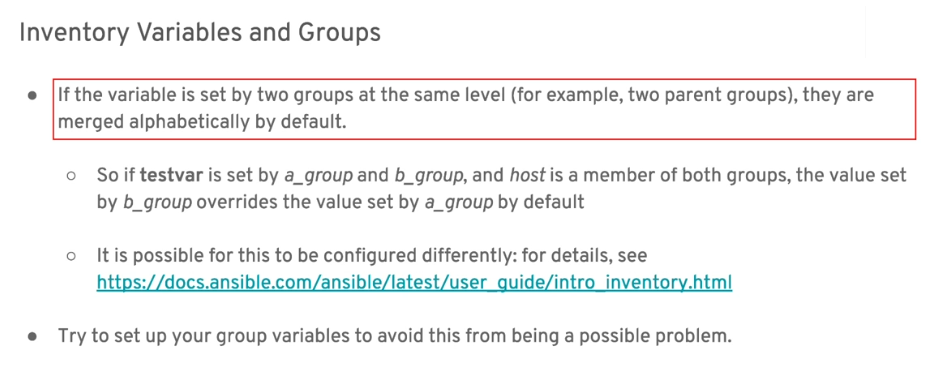 Inventory Variables and Groups
● If the variable is set by two groups at the same level (for example, two parent groups), they are
merged alphabetically by default.
○ So if testvar is set by a_group and b_group, and host is a member of both groups, the value set
by b_group overrides the value set by a_group by default
○ It is possible for this to be configured differently: for details, see
https://docs.ansible.com/ansible/latest/user_guide/intro_inventory.html
● Try to set up your group variables to avoid this from being a possible problem.